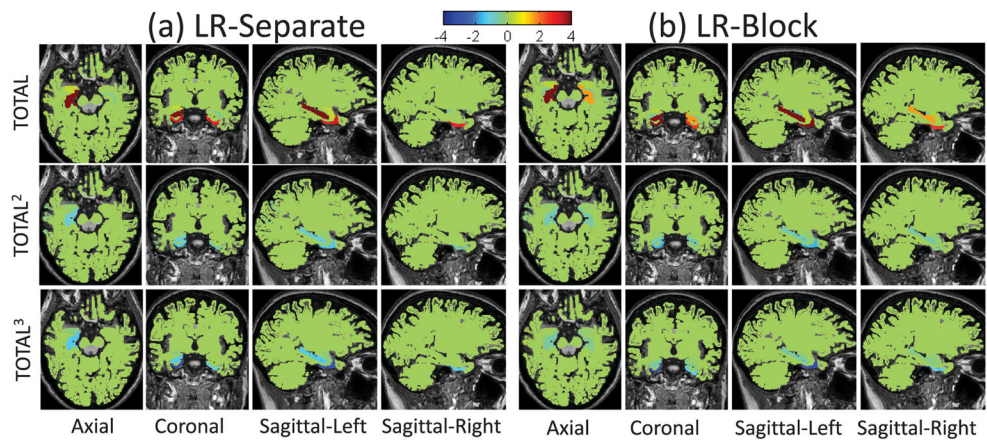 (a) LR-Separate
-4 -2 0 2 4
(b) LR-Block
TOTAL
TOTAL²
TOTAL³
Axial Coronal Sagittal-Left Sagittal-Right Axial Coronal Sagittal-Left Sagittal-Right